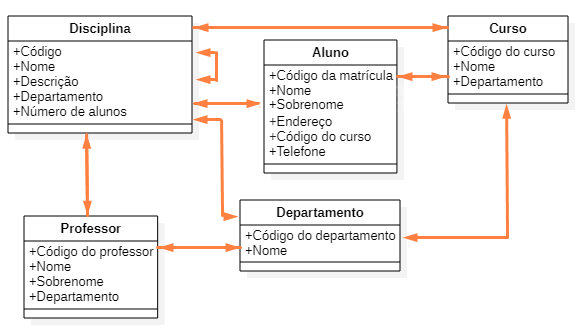 Disciplina
+Código
+Nome
+Descrição
+Departamento
+Número de alunos
Aluno
+Código da matrícula
+Nome
+Sobrenome
+Endereço
+Código do curso
+Telefone
Curso
+Código do curso
+Nome
+Departamento
Professor
+Código do professor
+Nome
+Sobrenome
+Departamento
Departamento
+Código do departamento
+Nome